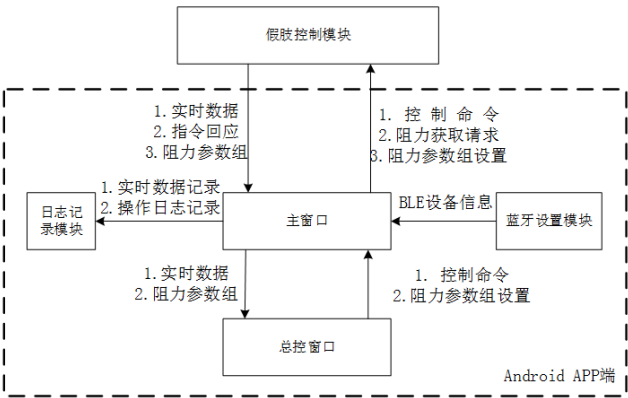 假肢控制模块
1.实时数据
2.指令回应
3.阻力参数组
1. 控 制 命 令
2.阻力获取请求
3.阻力参数组设置
1.实时数据记录
2.操作日志记录
日志记
录模块
主窗口
BLE设备信息
蓝牙设置模块
1.实时数据
2.阻力参数组
1. 控制命令
2.阻力参数组设置
总控窗口
Android APP端